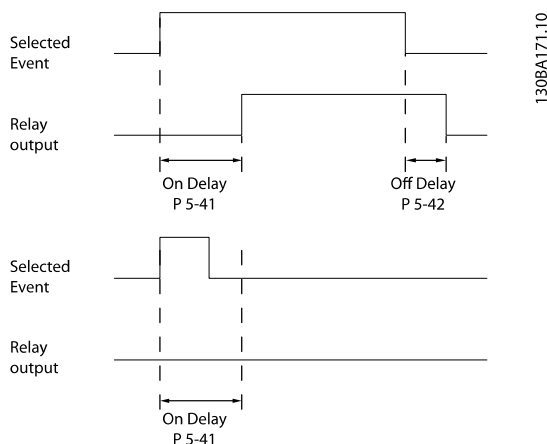 130BA171.10
Selected
Event
Relay
output
On Delay
P 5-41
Off Delay
P 5-42
Selected
Event
Relay
output
On Delay
P 5-41